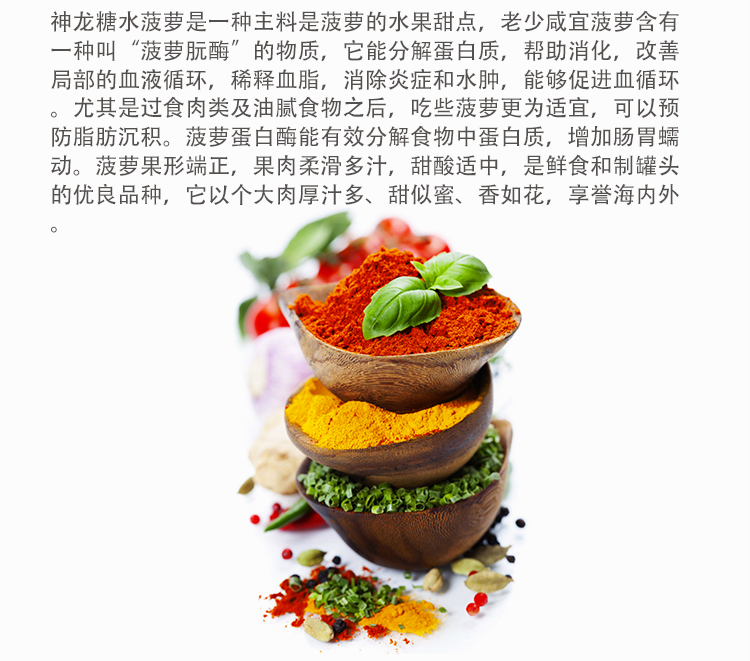 神龙糖水菠萝是一种主料是菠萝的水果甜点，老少咸宜菠萝含有
一种叫“菠萝朊酶”的物质，它能分解蛋白质，帮助消化，改善
局部的血液循环，稀释血脂，消除炎症和水肿，能够促进血循环
。尤其是过食肉类及油腻食物之后，吃些菠萝更为适宜，可以预
防脂肪沉积。菠萝蛋白酶能有效分解食物中蛋白质，增加肠胃蠕
动。菠萝果形端正，果肉柔滑多汁，甜酸适中，是鲜食和制罐头
的优良品种，它以个大肉厚汁多、甜似蜜、香如花，享誉海内外
。